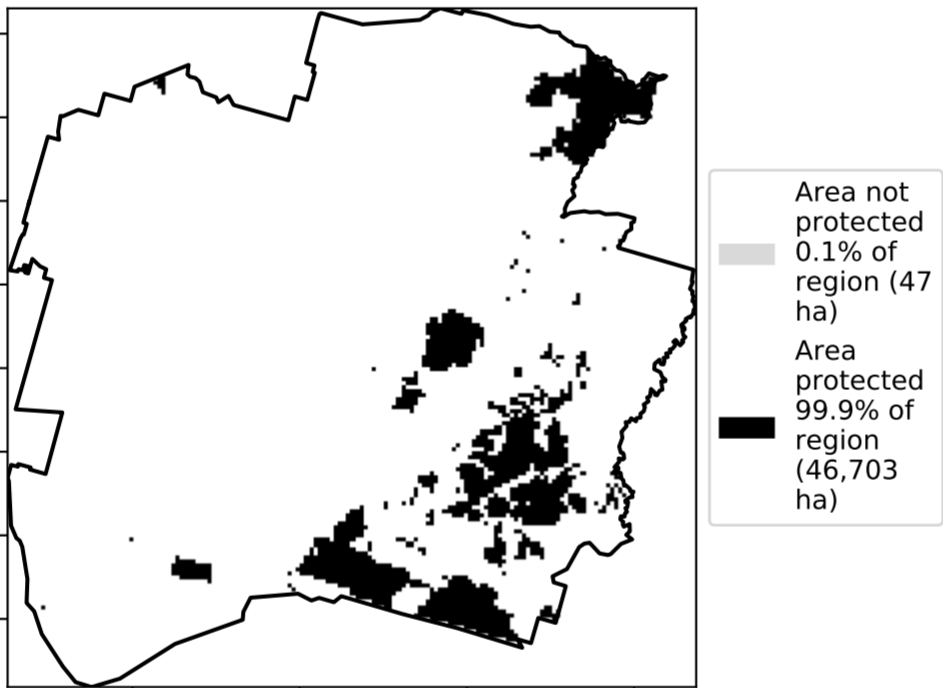 Area not
protected
0.1% of
region (47
ha)
Area
protected
99.9% of
region
(46,703
ha)